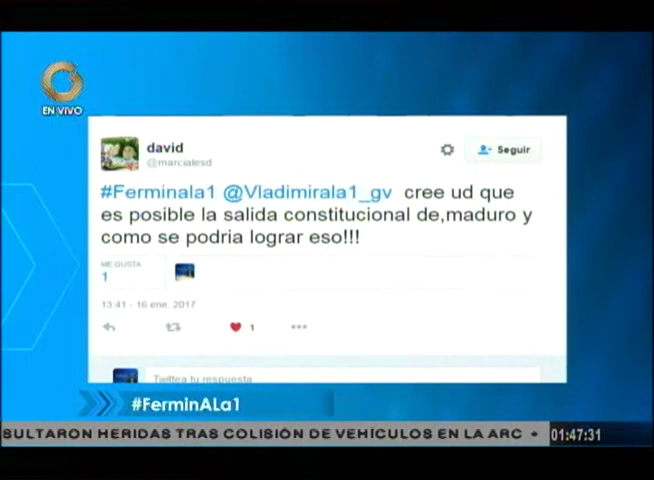 EN VIVO
david
@marcialesd
Seguir
#Ferminala1 @Vladimirala1_gv cree ud que
es posible la salida constitucional de,maduro y
como se podria lograr eso!!!
ME GUSTA
1
13:41 - 16 ene. 2017
1
Twittea tu respuesta
#FerminALa1
SULTARON HERIDAS TRAS COLISIÓN DE VEHÍCULOS EN LA ARC •
01:47:31